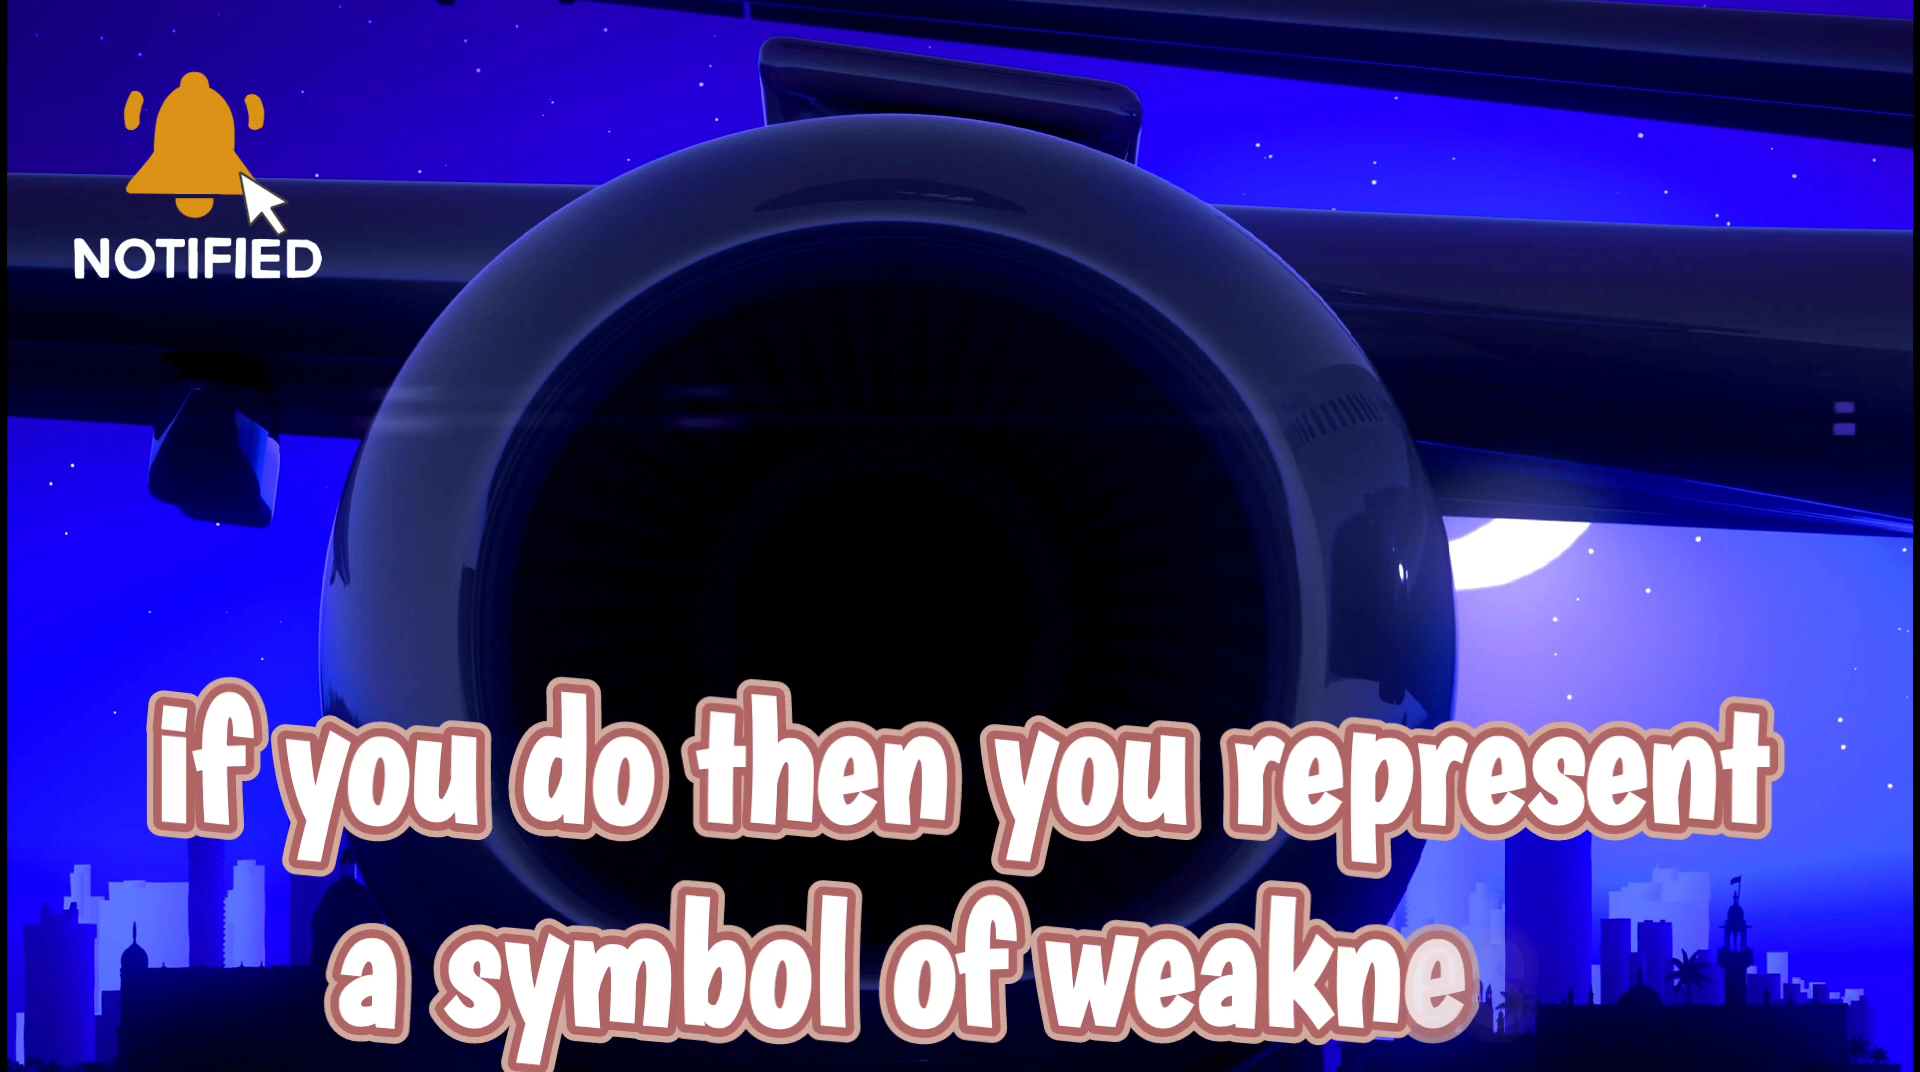 NOTIFIED
if you do then you represent
a symbol of weakne